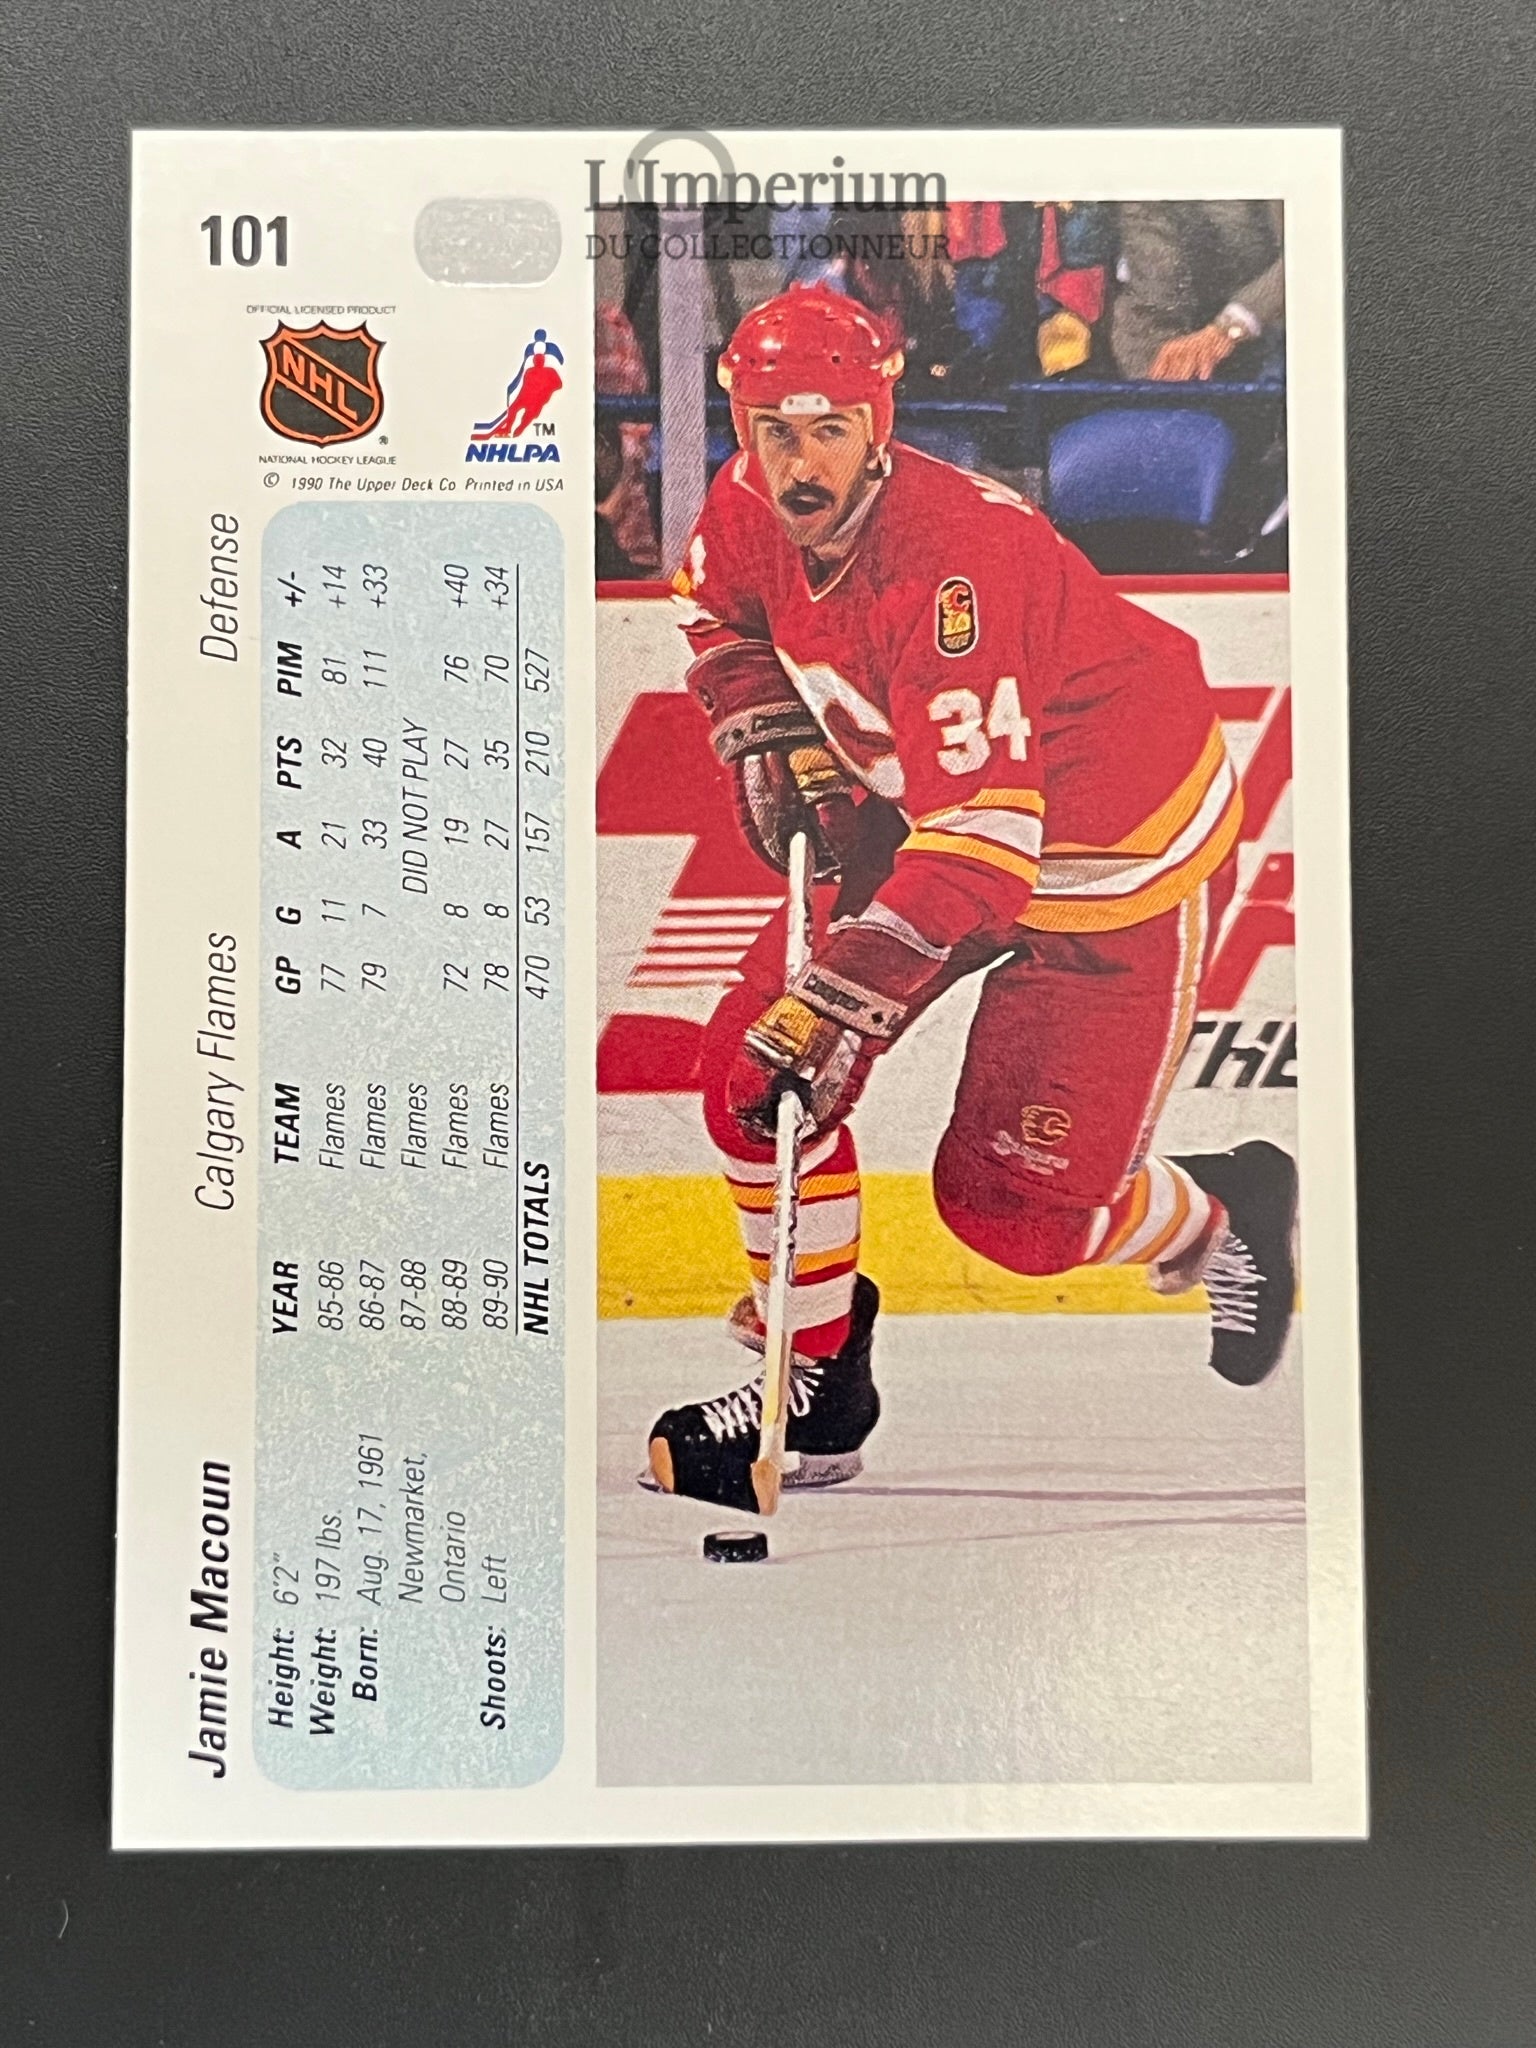 L'Imperium
DU COLLECTIONNEUR
101
OFFICIAL LICENSED PRODUCT
NHL
®
NATIONAL HOCKEY LEAGUE
TM
NHLPA
© 1990 The Upper Deck Co. Printed in USA
Jamie Macoun Calgary Flames Defense
Height: 6'2"
Weight: 197 lbs.
Born: Aug. 17, 1961
Newmarket,
Ontario
Shoots: Left
YEAR TEAM GP G A PTS PIM +/-
85-86 Flames 77 11 21 32 81 +14
86-87 Flames 79 7 33 40 111 +33
87-88 Flames DID NOT PLAY
88-89 Flames 72 8 19 27 76 +40
89-90 Flames 78 8 27 35 70 +34
NHL TOTALS 470 53 157 210 527
34
THE